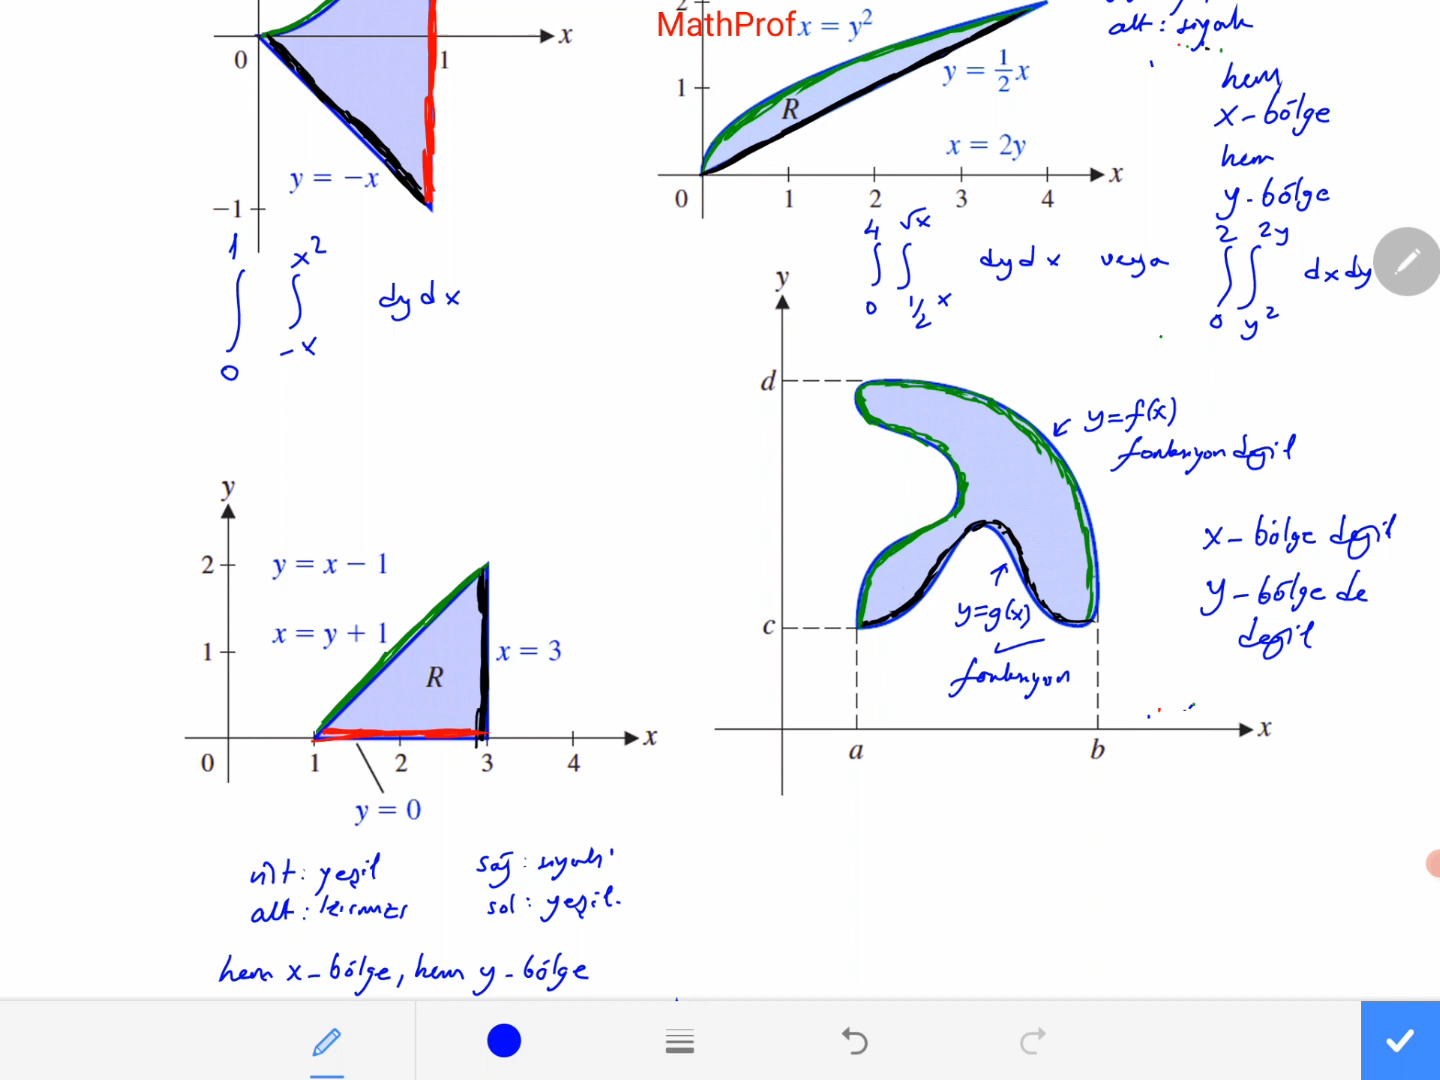 x
0
1
y = −x
−1
1
x²
∫ ∫ dy dx
0
−x
2
MathProf
x = y²
alt : siyah
y = ½x
1
R
x = 2y
x
0
1
2
3
4
hem
x - bölge
hem
y - bölge
4
√x
∫ ∫ dy dx veya
0
1/2 x
2
2y
∫ ∫ dx dy
0
y²
y
d
y = f(x)
fonksiyon değil
y = g(x)
fonksiyon
c
a
b
x
x - bölge değil
y - bölge de
değil
y
2
y = x − 1
x = y + 1
1
x = 3
R
x
0
1
2
3
4
y = 0
üst : yeşil
alt : kırmızı
sağ : siyah
sol : yeşil.
hem x - bölge, hem y - bölge